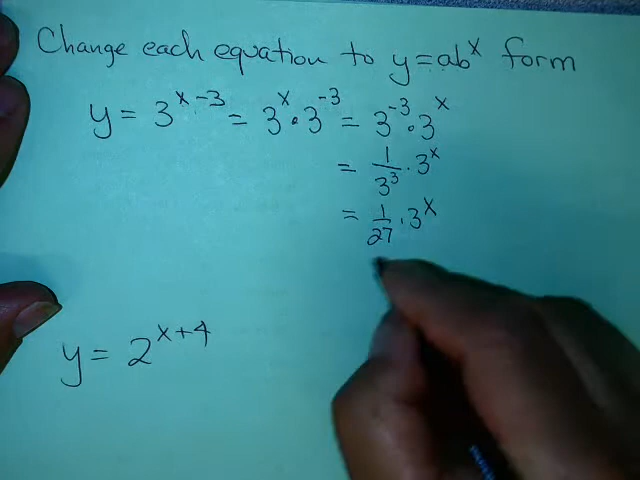 Change each equation to y=ab^x form
y = 3^{x-3} = 3^x · 3^{-3} = 3^{-3} · 3^x
= 1/3^3 · 3^x
= 1/27 · 3^x
y = 2^{x+4}